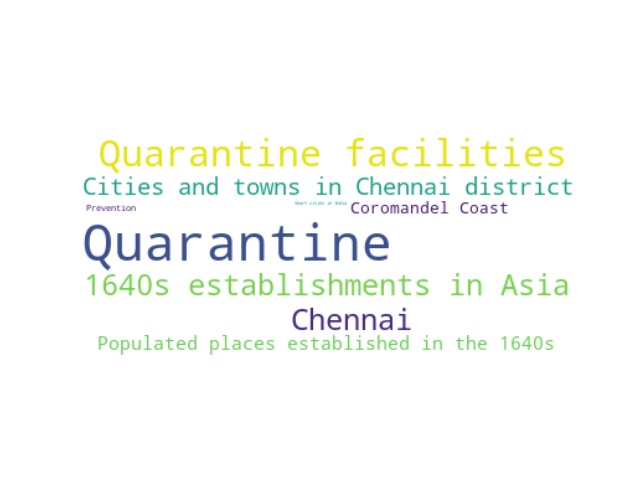 Quarantine facilities
Cities and towns in Chennai district
Prevention
Smart cities in India
Coromandel Coast
Quarantine
1640s establishments in Asia
Chennai
Populated places established in the 1640s